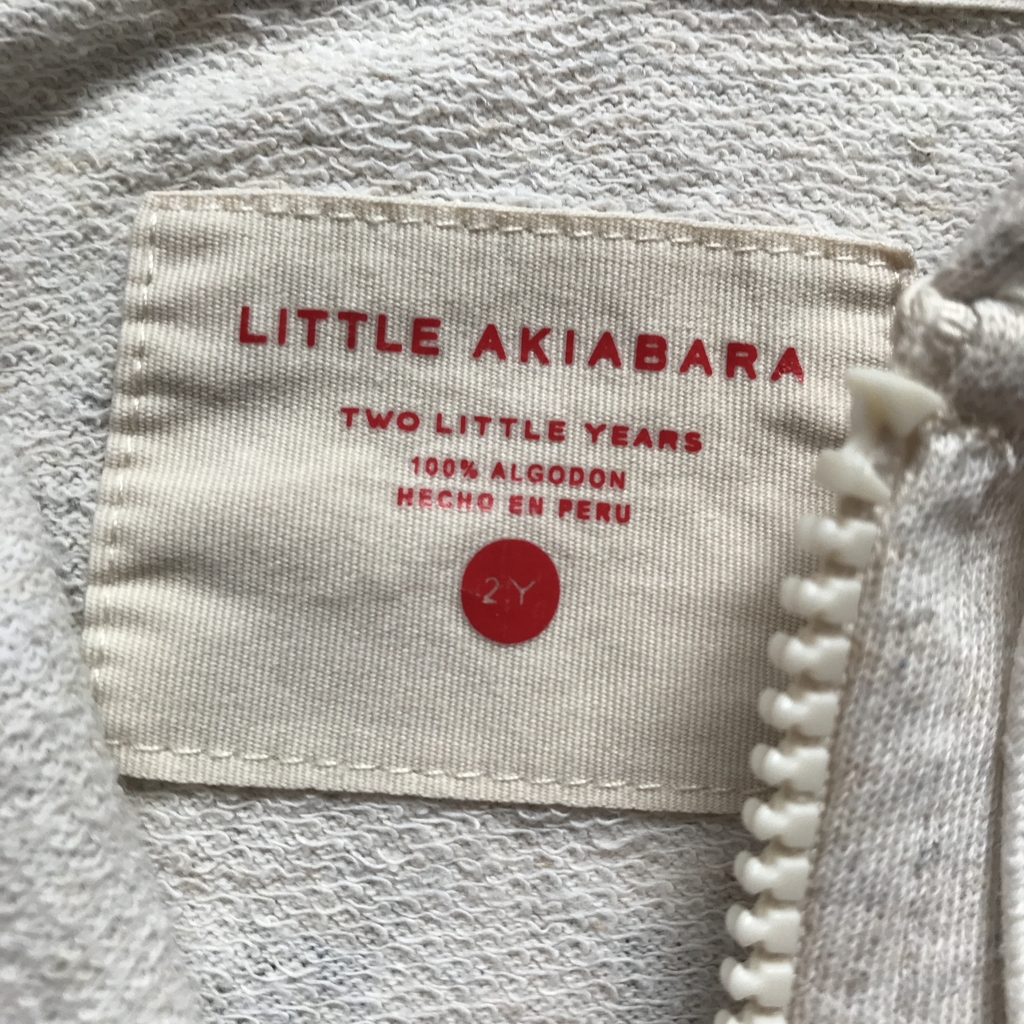 LITTLE AKIABARA
TWO LITTLE YEARS
100% ALGODON
HECHO EN PERU
2Y